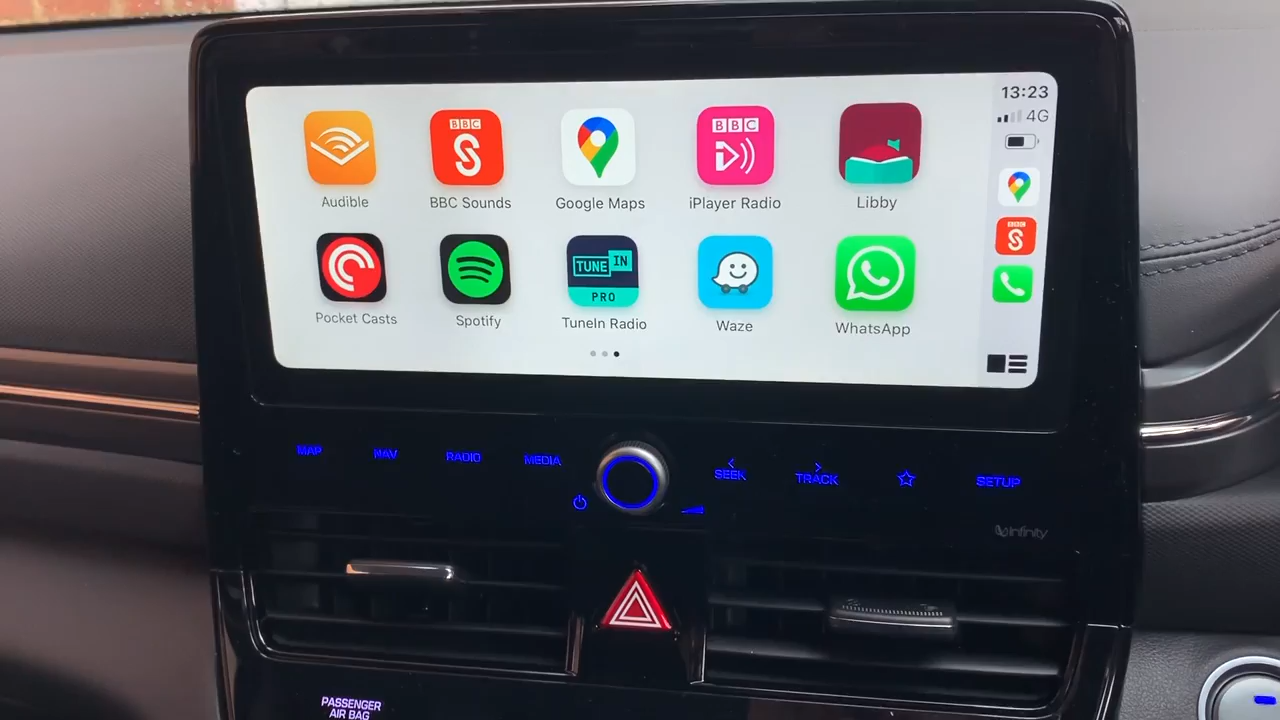 13:23
4G
BBC
BBC
Audible
BBC Sounds
Google Maps
iPlayer Radio
Libby
TUNE IN
PRO
Pocket Casts
Spotify
TuneIn Radio
Waze
WhatsApp
MAP
NAV
RADIO
MEDIA
SEEK
TRACK
SETUP
infinity
PASSENGER
AIR BAG